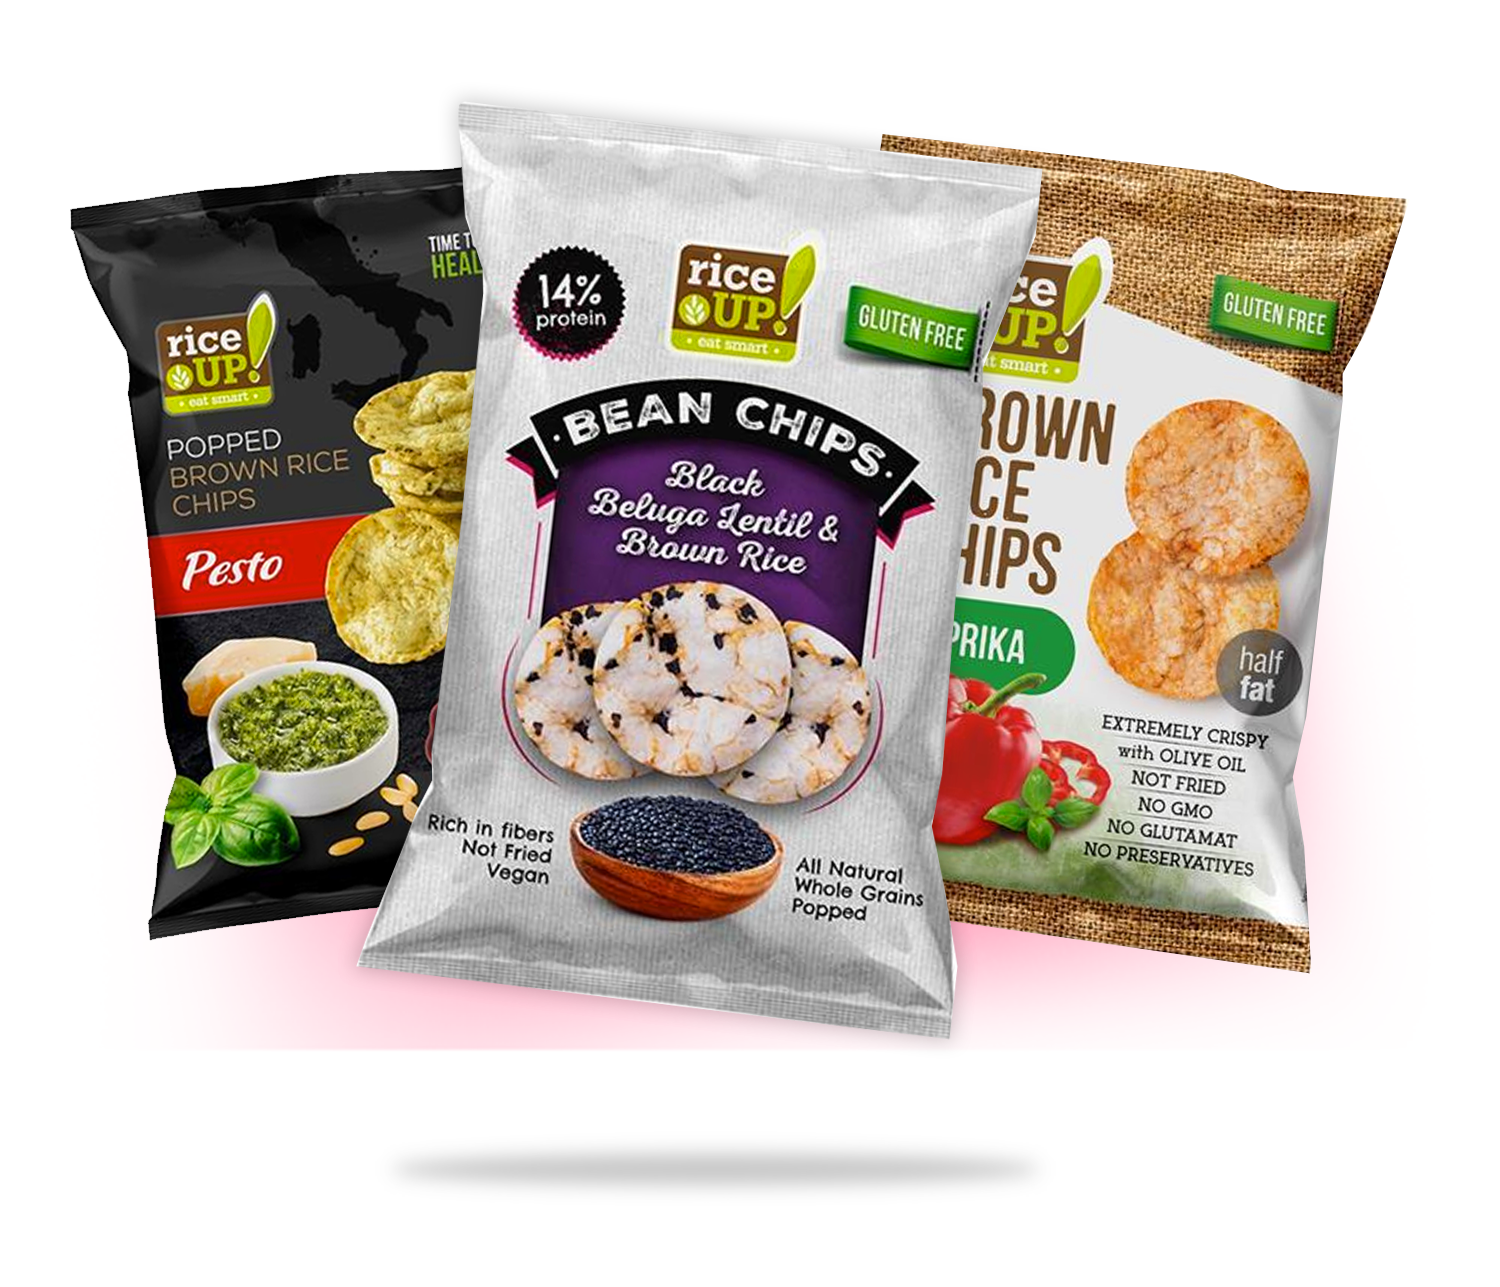 TIME
rice
UP!
• eat smart •
POPPED
BROWN RICE
CHIPS
Pesto
14%
protein
rice
UP!
• eat smart •
GLUTEN FREE
·BEAN CHIPS·
Black
Beluga Lentil &
Brown Rice
Rich in fibers
Not Fried
Vegan
All Natural
Whole Grains
Popped
UP!
smart •
GLUTEN FREE
half
fat
EXTREMELY CRISPY
with OLIVE OIL
NOT FRIED
NO GMO
NO GLUTAMAT
NO PRESERVATIVES